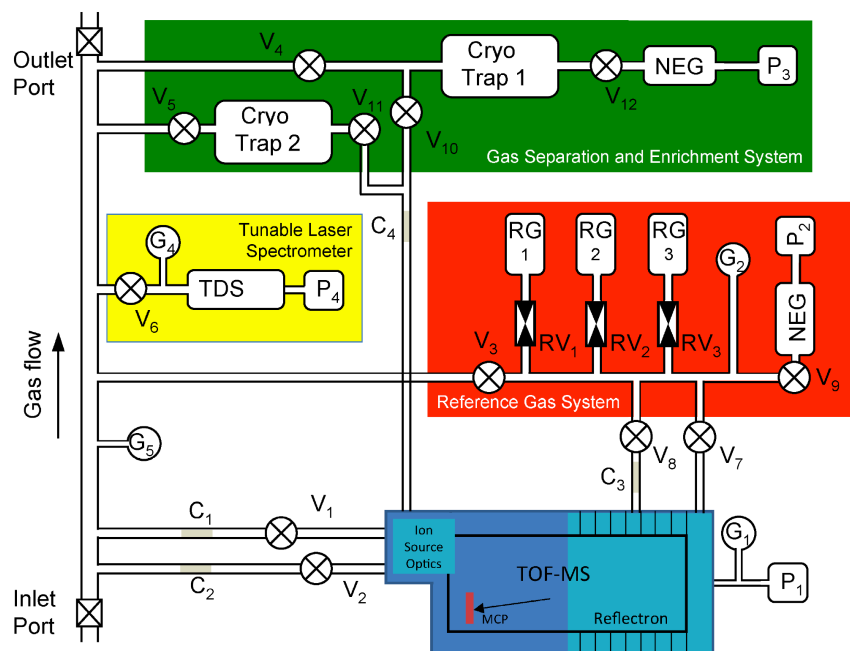 Outlet
Port
V4
Cryo
Trap 1
V12
NEG
P3
V5
Cryo
Trap 2
V11
V10
Gas Separation and Enrichment System
C4
Tunable Laser
Spectrometer
G4
TDS
P4
V6
RG
1
RG
2
RG
3
G2
P2
NEG
RV1
RV2
RV3
V3
V9
Reference Gas System
Gas flow
G5
V8
V7
C3
C1
V1
C2
V2
Ion
Source
Optics
TOF-MS
MCP
Reflectron
G1
P1
Inlet
Port